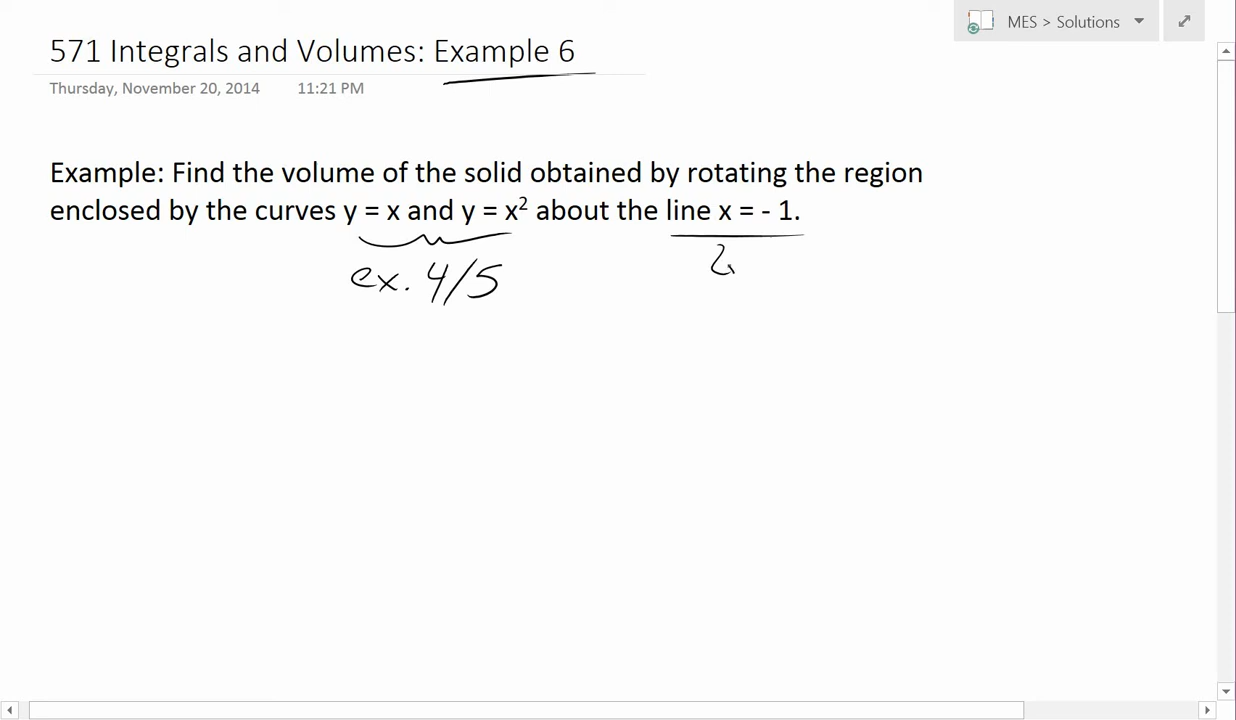 MES > Solutions
571 Integrals and Volumes: Example 6
Thursday, November 20, 2014 11:21 PM
Example: Find the volume of the solid obtained by rotating the region
enclosed by the curves y = x and y = x² about the line x = - 1.
ex. 4/5